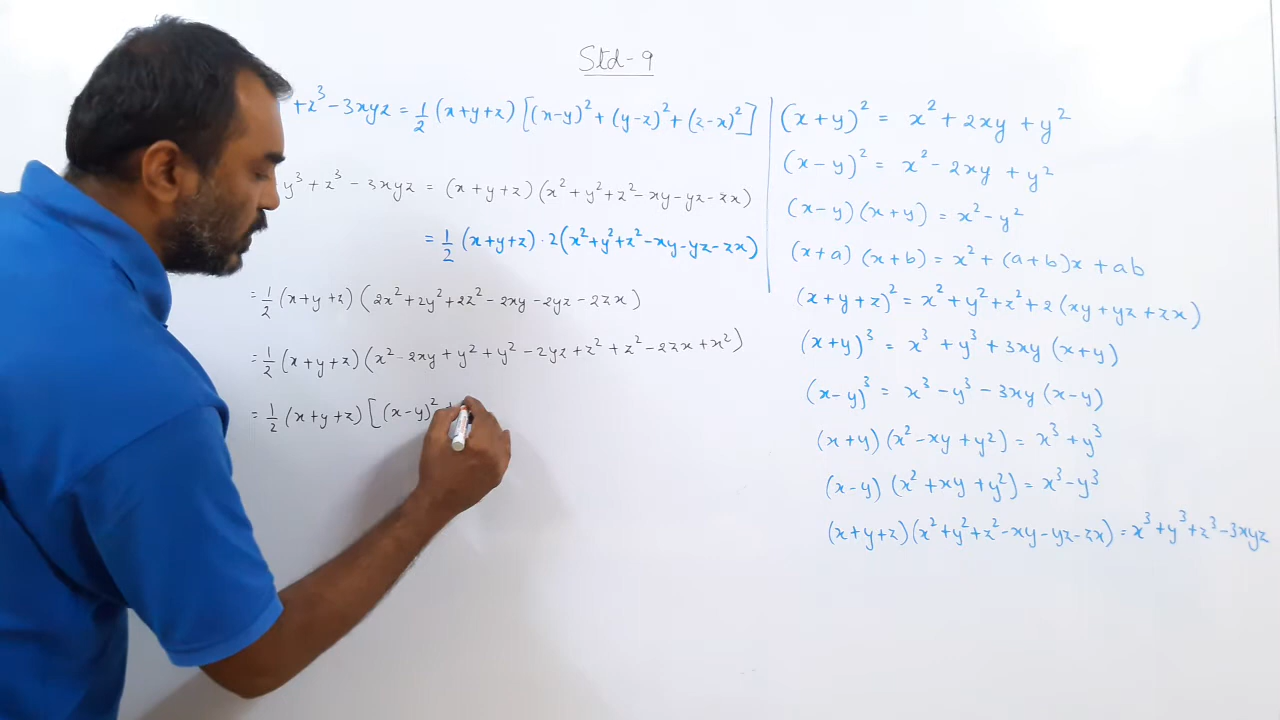 Std-9
+z³-3xyz = 1/2 (x+y+z) [(x-y)² + (y-z)² + (z-x)²]
y³ + z³ - 3xyz = (x+y+z) (x² + y² + z² - xy - yz - zx)
= 1/2 (x+y+z) · 2(x²+y²+z²-xy-yz-zx)
= 1/2 (x+y+z) (2x²+2y²+2z²-2xy-2yz-2zx)
= 1/2 (x+y+z) (x²-2xy+y²+y²-2yz+z²+z²-2zx+x²)
= 1/2 (x+y+z) [(x-y)² +
(x+y)² = x² + 2xy + y²
(x-y)² = x² - 2xy + y²
(x-y)(x+y) = x² - y²
(x+a)(x+b) = x² + (a+b)x + ab
(x+y+z)² = x²+y²+z²+2(xy+yz+zx)
(x+y)³ = x³ + y³ + 3xy (x+y)
(x-y)³ = x³ - y³ - 3xy (x-y)
(x+y)(x²-xy+y²) = x³+y³
(x-y)(x²+xy+y²) = x³-y³
(x+y+z)(x²+y²+z²-xy-yz-zx) = x³+y³+z³-3xyz